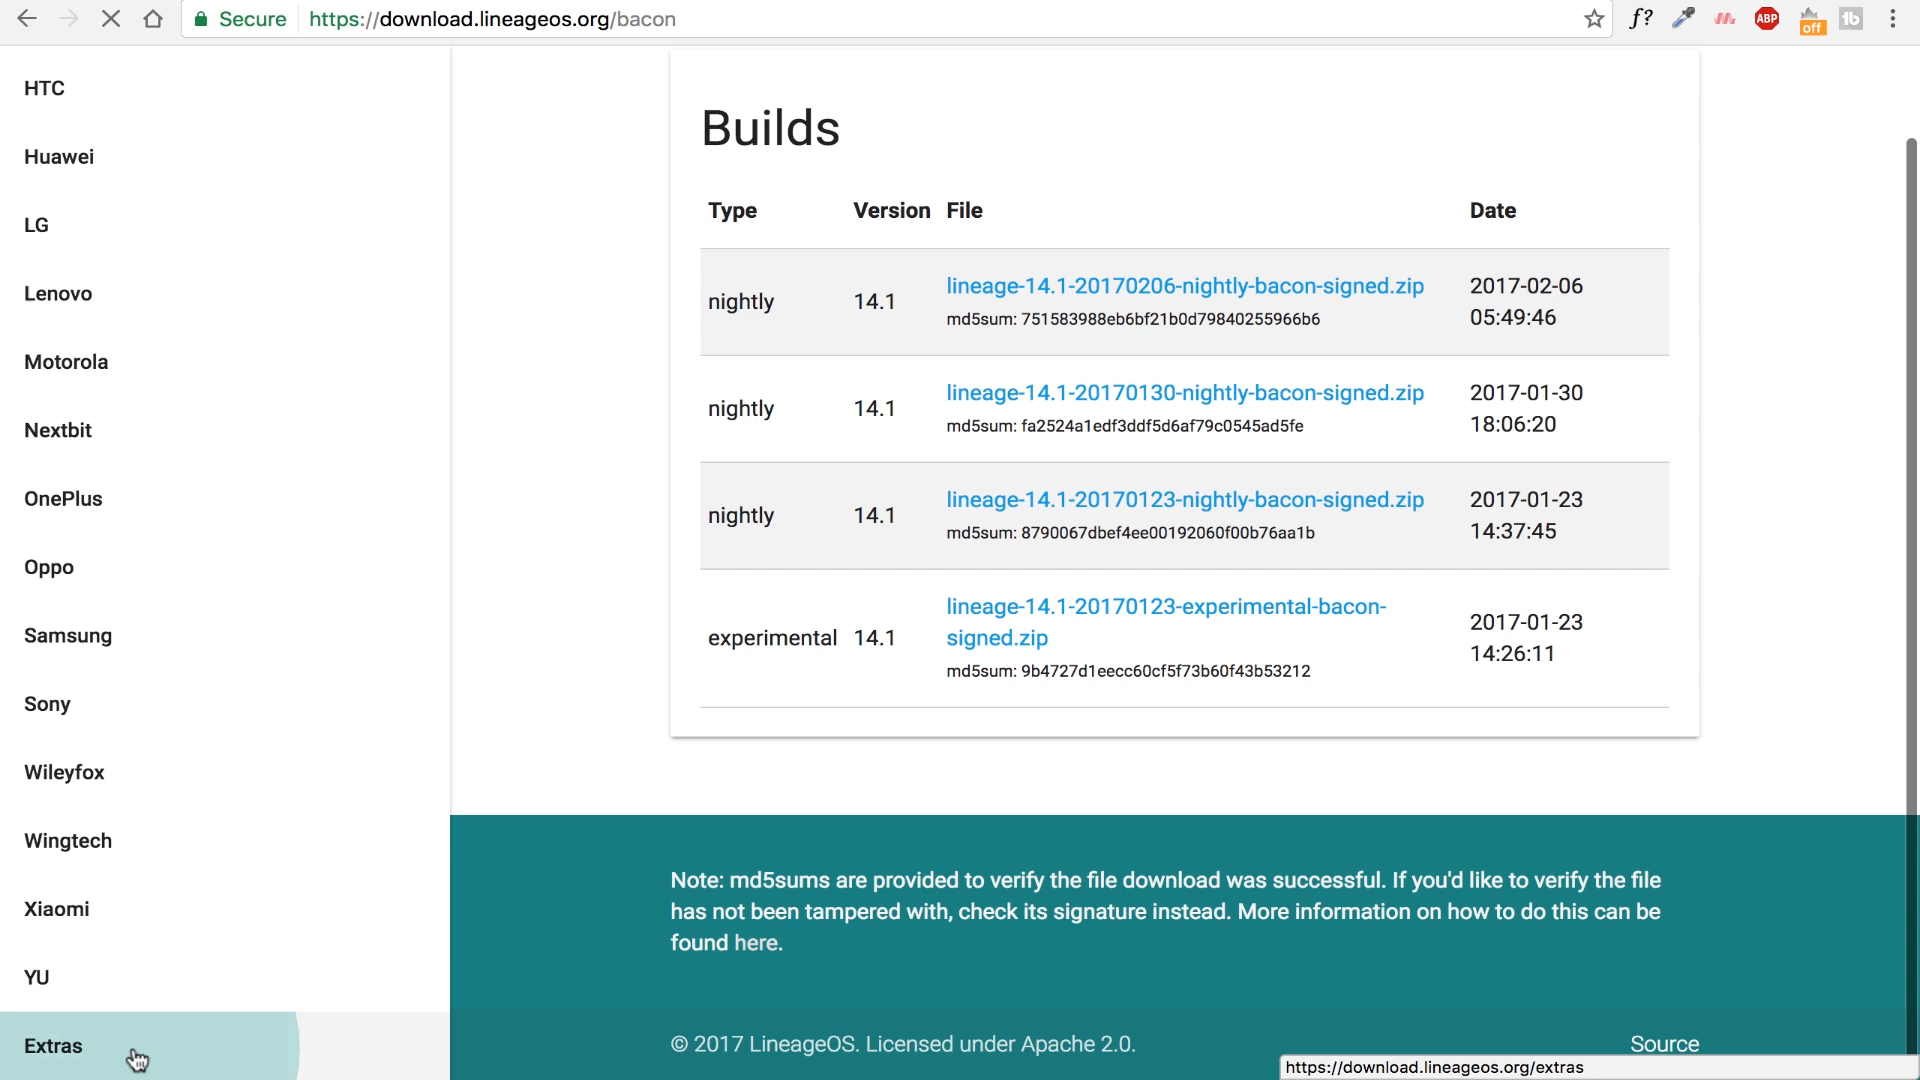 Secure https://download.lineageos.org/bacon
f?
ABP
off
HTC
Huawei
LG
Lenovo
Motorola
Nextbit
OnePlus
Oppo
Samsung
Sony
Wileyfox
Wingtech
Xiaomi
YU
Extras
Builds
Type Version File Date
nightly 14.1 lineage-14.1-20170206-nightly-bacon-signed.zip 2017-02-06
md5sum: 751583988eb6bf21b0d79840255966b6 05:49:46
nightly 14.1 lineage-14.1-20170130-nightly-bacon-signed.zip 2017-01-30
md5sum: fa2524a1edf3ddf5d6af79c0545ad5fe 18:06:20
nightly 14.1 lineage-14.1-20170123-nightly-bacon-signed.zip 2017-01-23
md5sum: 8790067dbef4ee00192060f00b76aa1b 14:37:45
experimental 14.1 lineage-14.1-20170123-experimental-bacon- 2017-01-23
signed.zip 14:26:11
md5sum: 9b4727d1eecc60cf5f73b60f43b53212
Note: md5sums are provided to verify the file download was successful. If you'd like to verify the file
has not been tampered with, check its signature instead. More information on how to do this can be
found here.
© 2017 LineageOS. Licensed under Apache 2.0. Source
https://download.lineageos.org/extras